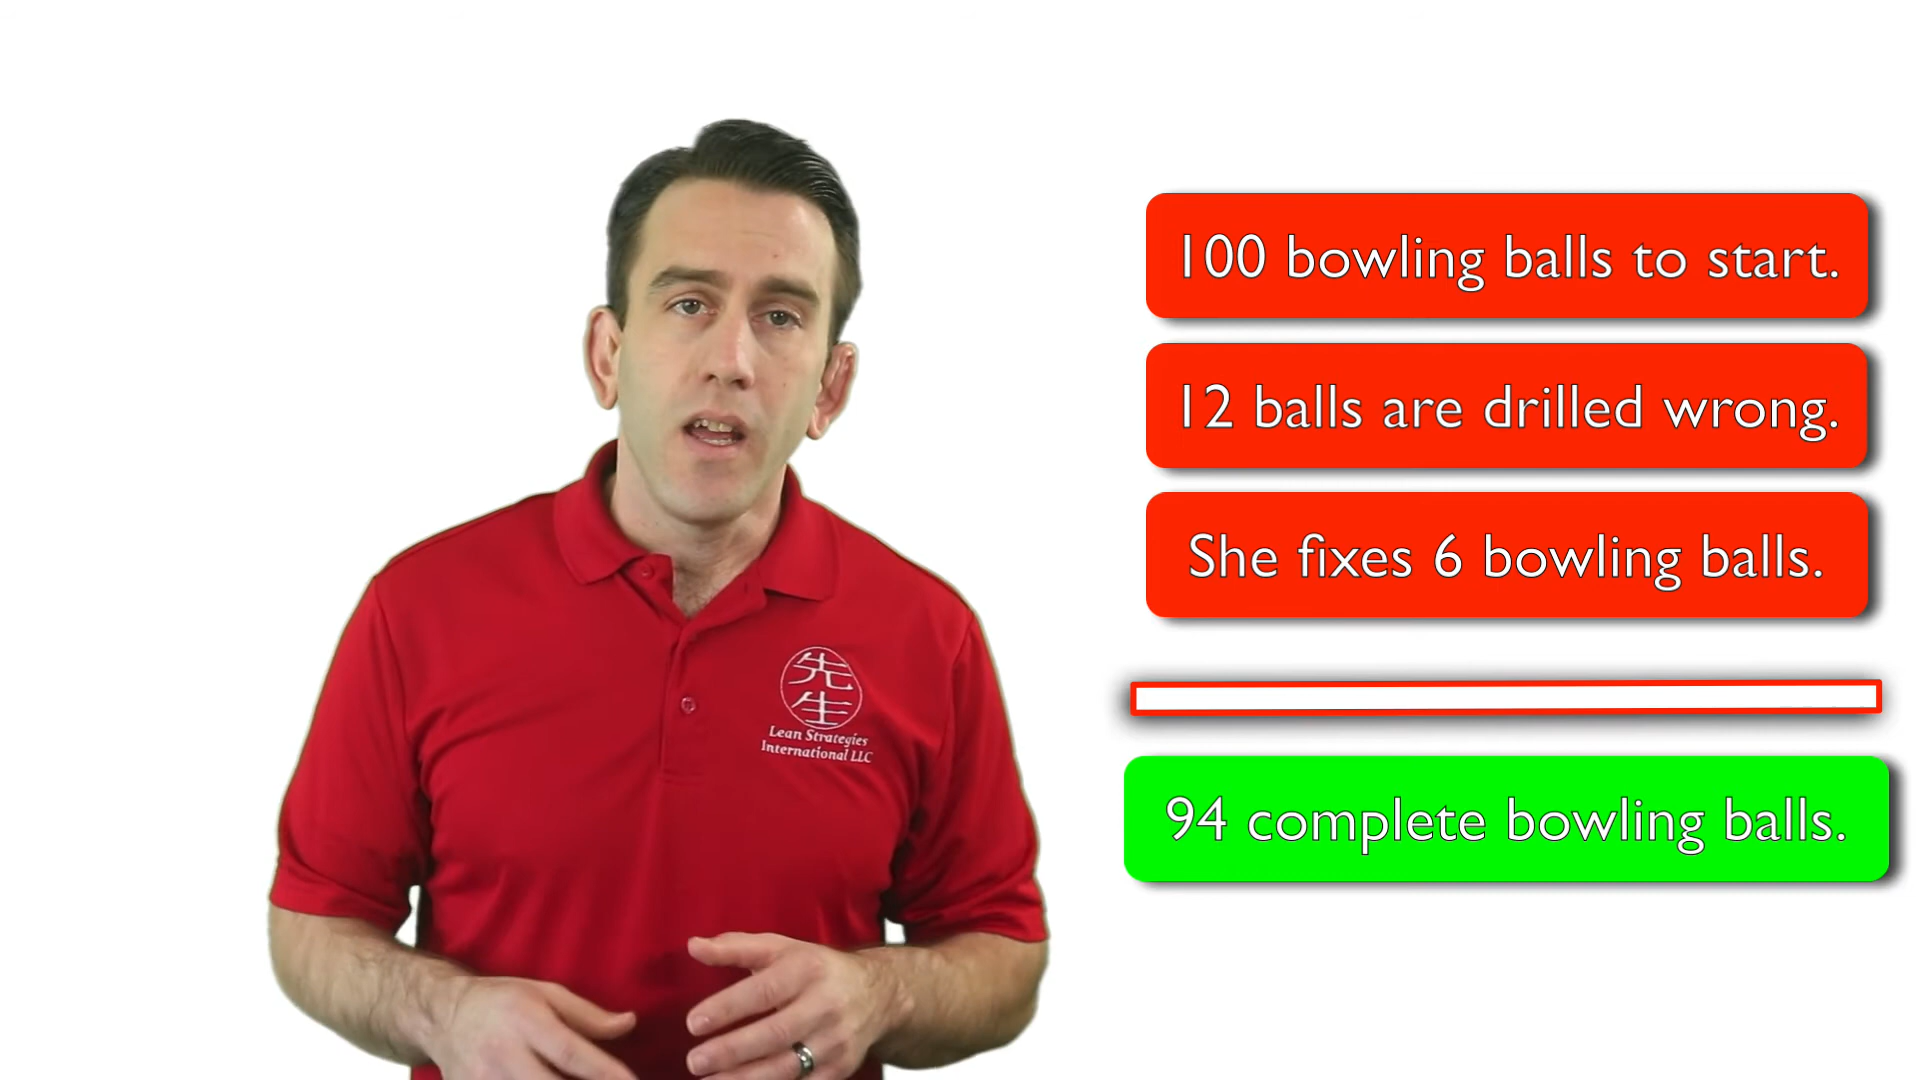 100 bowling balls to start.
12 balls are drilled wrong.
She fixes 6 bowling balls.
94 complete bowling balls.
先
生
Lean Strategies
International LLC